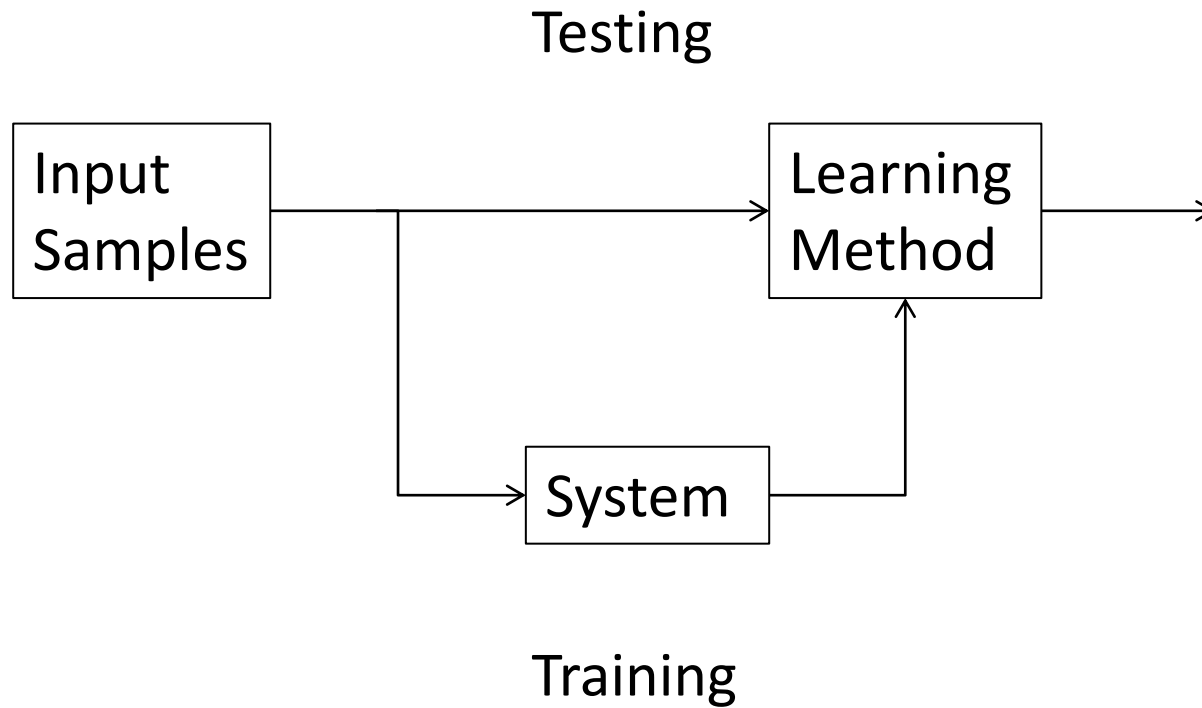 Testing
Input
Samples
Learning
Method
System
Training